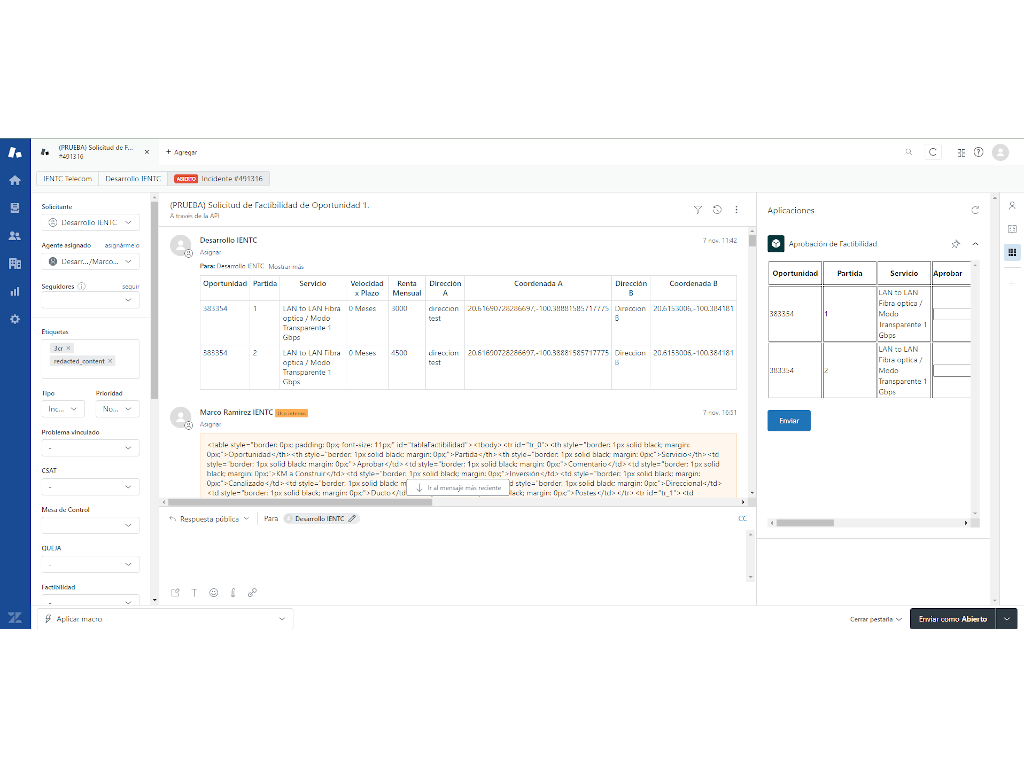 (PRUEBA) Solicitud de F...
#491316
+ Agregar
IENTC Telecom
Desarrollo IENTC
ABIERTO Incidente #491316
Solicitante
Desarrollo IENTC
Agente asignado asignármelo
Desarr.../Marco...
Seguidores seguir
Etiquetas
3cr ×
redacted_content ×
Tipo Prioridad
Inc... No...
Problema vinculado
-
CSAT
-
Mesa de Control
-
QUEJA
-
Factibilidad
-
(PRUEBA) Solicitud de Factibilidad de Oportunidad 1.
A través de la API
Desarrollo IENTC 7 nov. 11:42
Asignar
Para: Desarrollo IENTC Mostrar más
Oportunidad Partida Servicio Velocidad x Plazo Renta Mensual Dirección A Coordenada A Dirección B Coordenada B
383354 1 LAN to LAN Fibra optica / Modo Transparente 1 Gbps 0 Meses 3000 direccion test 20.61690728286697,-100.38881585717775 Direccion B 20.6153006,-100.384181
383354 2 LAN to LAN Fibra optica / Modo Transparente 1 Gbps 0 Meses 4500 direccion test 20.61690728286697,-100.38881585717775 Direccion B 20.6153006,-100.384181
Marco Ramirez IENTC 7 nov. 16:51
Asignar
<table style="border: 0px; padding: 0px; font-size: 11px;" id="tablaFactibilidad"><tbody><tr id="tr_0"><th style="border: 1px solid black; margin:
0px;">Oportunidad</th><th style="border: 1px solid black; margin: 0px;">Partida</th><th style="border: 1px solid black; margin: 0px;">Servicio</th><td
style="border: 1px solid black; margin: 0px;">Aprobar</td><td style="border: 1px solid black; margin: 0px;">Comentario</td><td style="border: 1px solid
black; margin: 0px;">KM a Construir</td><td style="border: 1px solid black; margin: 0px;">Inversión</td><td style="border: 1px solid black; margin:
0px;">Canalizado</td><td style="border: 1px solid black; m d style="border: 1px solid black; margin: 0px;">Direccional</td>
<td style="border: 1px solid black; margin: 0px;">Ducto</td lack; margin: 0px;">Postes</td></tr><tr id="tr_1"><td
Ir al mensaje más reciente
Respuesta pública Para Desarrollo IENTC CC
T
Aplicar macro
Cerrar pestaña
Enviar como Abierto
Aplicaciones
Aprobación de Factibilidad
Oportunidad Partida Servicio Aprobar
383354 1 LAN to LAN Fibra optica / Modo Transparente 1 Gbps
383354 2 LAN to LAN Fibra optica / Modo Transparente 1 Gbps
Enviar